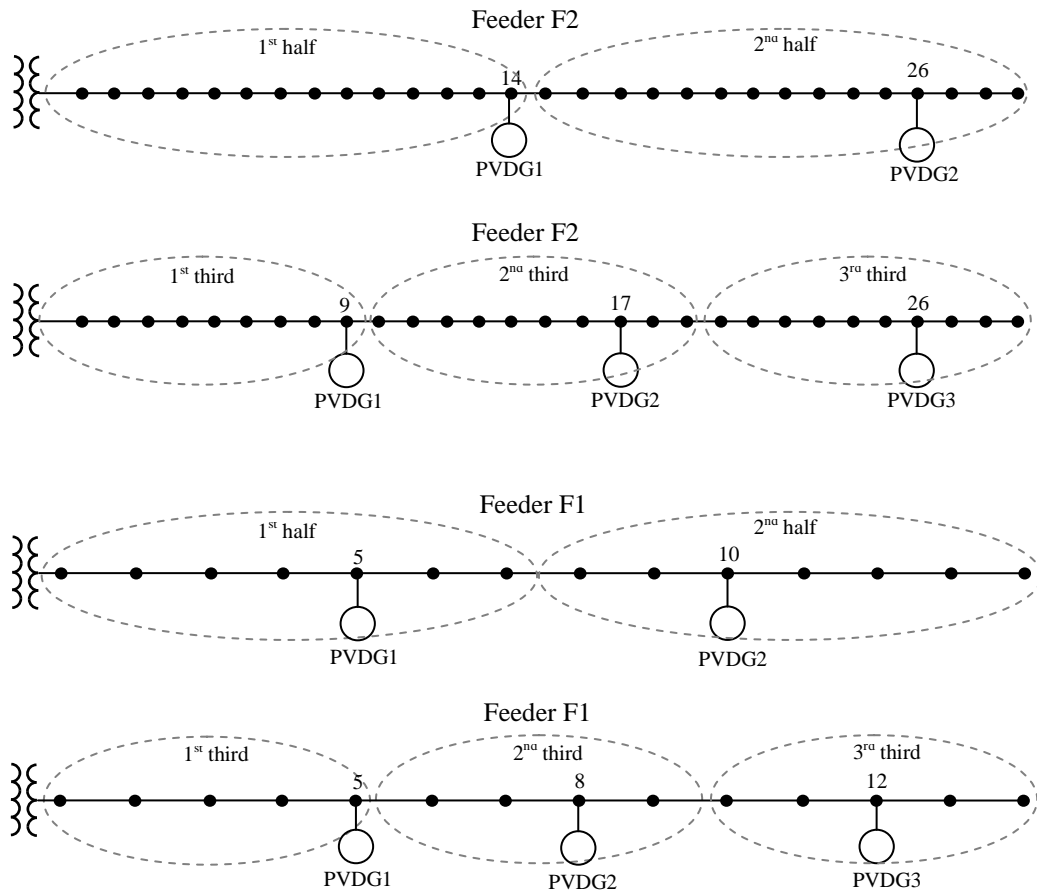 Feeder F2
1st half
2nd half
14
26
PVDG1
PVDG2
Feeder F2
1st third
2nd third
3rd third
9
17
26
PVDG1
PVDG2
PVDG3
Feeder F1
1st half
2nd half
5
10
PVDG1
PVDG2
Feeder F1
1st third
2nd third
3rd third
5
8
12
PVDG1
PVDG2
PVDG3